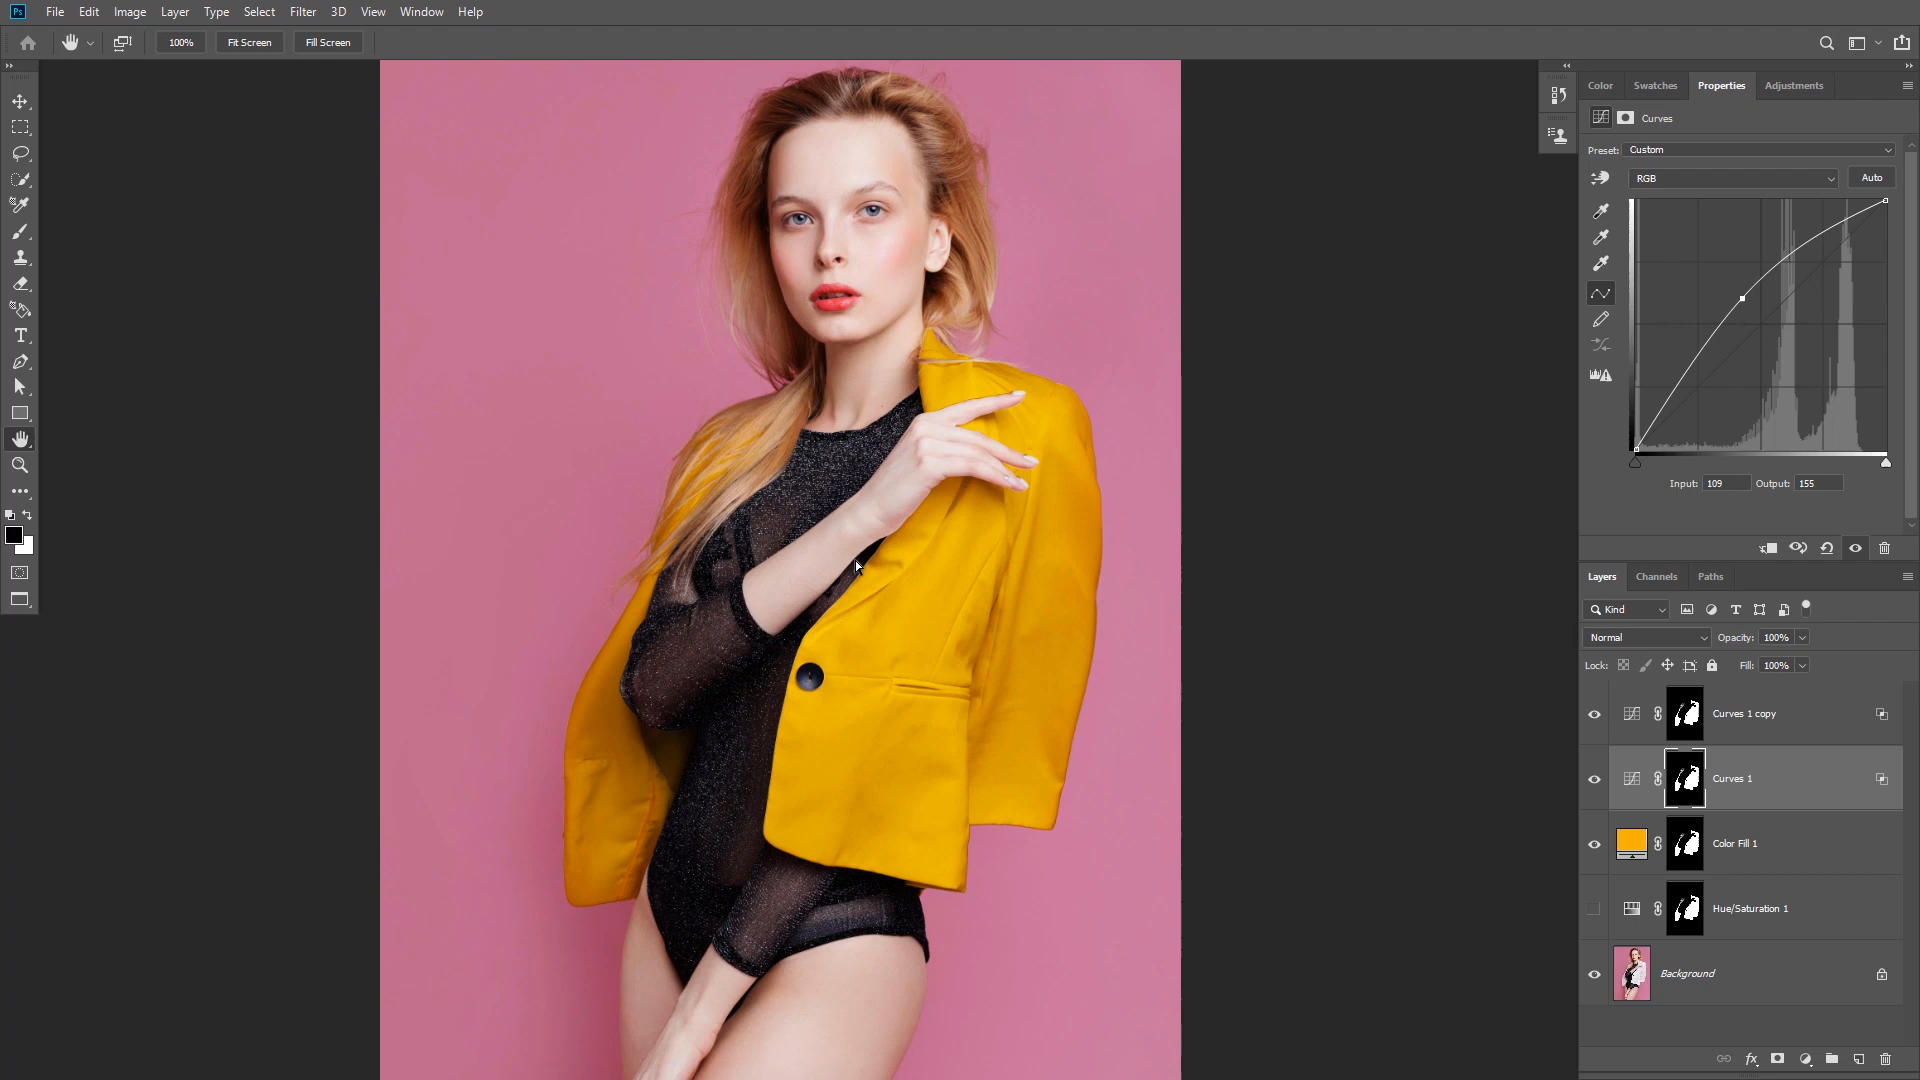 Ps File Edit Image Layer Type Select Filter 3D View Window Help
100% Fit Screen Fill Screen
Color Swatches Properties Adjustments
Curves
Preset: Custom
RGB Auto
Input: 109 Output: 155
Layers Channels Paths
Kind
Normal Opacity: 100%
Lock: Fill: 100%
Curves 1 copy
Curves 1
Color Fill 1
Hue/Saturation 1
Background